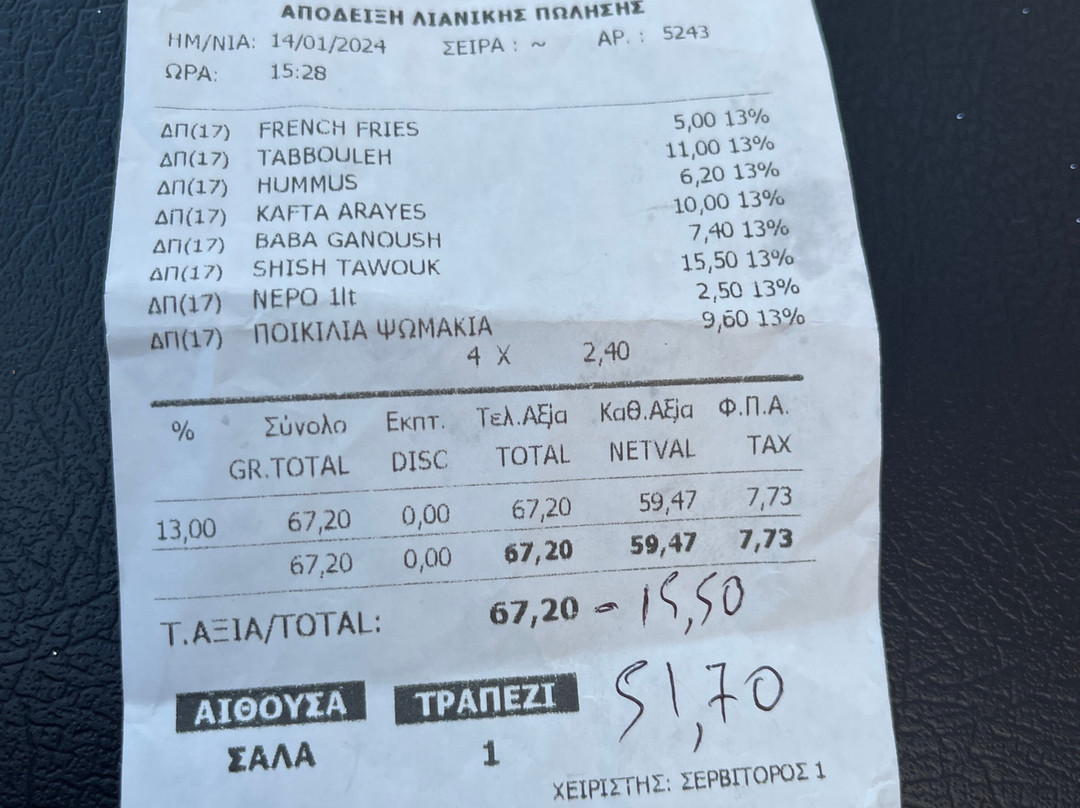 ΑΠΟΔΕΙΞΗ ΛΙΑΝΙΚΗΣ ΠΩΛΗΣΗΣ
ΗΜ/ΝΙΑ: 14/01/2024 ΣΕΙΡΑ : ~ ΑΡ. : 5243
ΩΡΑ: 15:28
ΔΠ(17) FRENCH FRIES 5,00 13%
ΔΠ(17) TABBOULEH 11,00 13%
ΔΠ(17) HUMMUS 6,20 13%
ΔΠ(17) KAFTA ARAYES 10,00 13%
ΔΠ(17) BABA GANOUSH 7,40 13%
ΔΠ(17) SHISH TAWOUK 15,50 13%
ΔΠ(17) ΝΕΡΟ 1lt 2,50 13%
ΔΠ(17) ΠΟΙΚΙΛΙΑ ΨΩΜΑΚΙΑ 9,60 13%
4 X 2,40
% Σύνολο Εκπτ. Τελ.Αξία Καθ.Αξία Φ.Π.Α.
GR.TOTAL DISC TOTAL NETVAL TAX
13,00 67,20 0,00 67,20 59,47 7,73
67,20 0,00 67,20 59,47 7,73
Τ.ΑΞΙΑ/TOTAL: 67,20 - 15,50
51,70
ΑΙΘΟΥΣΑ ΤΡΑΠΕΖΙ
ΣΑΛΑ 1
ΧΕΙΡΙΣΤΗΣ: ΣΕΡΒΙΤΟΡΟΣ 1